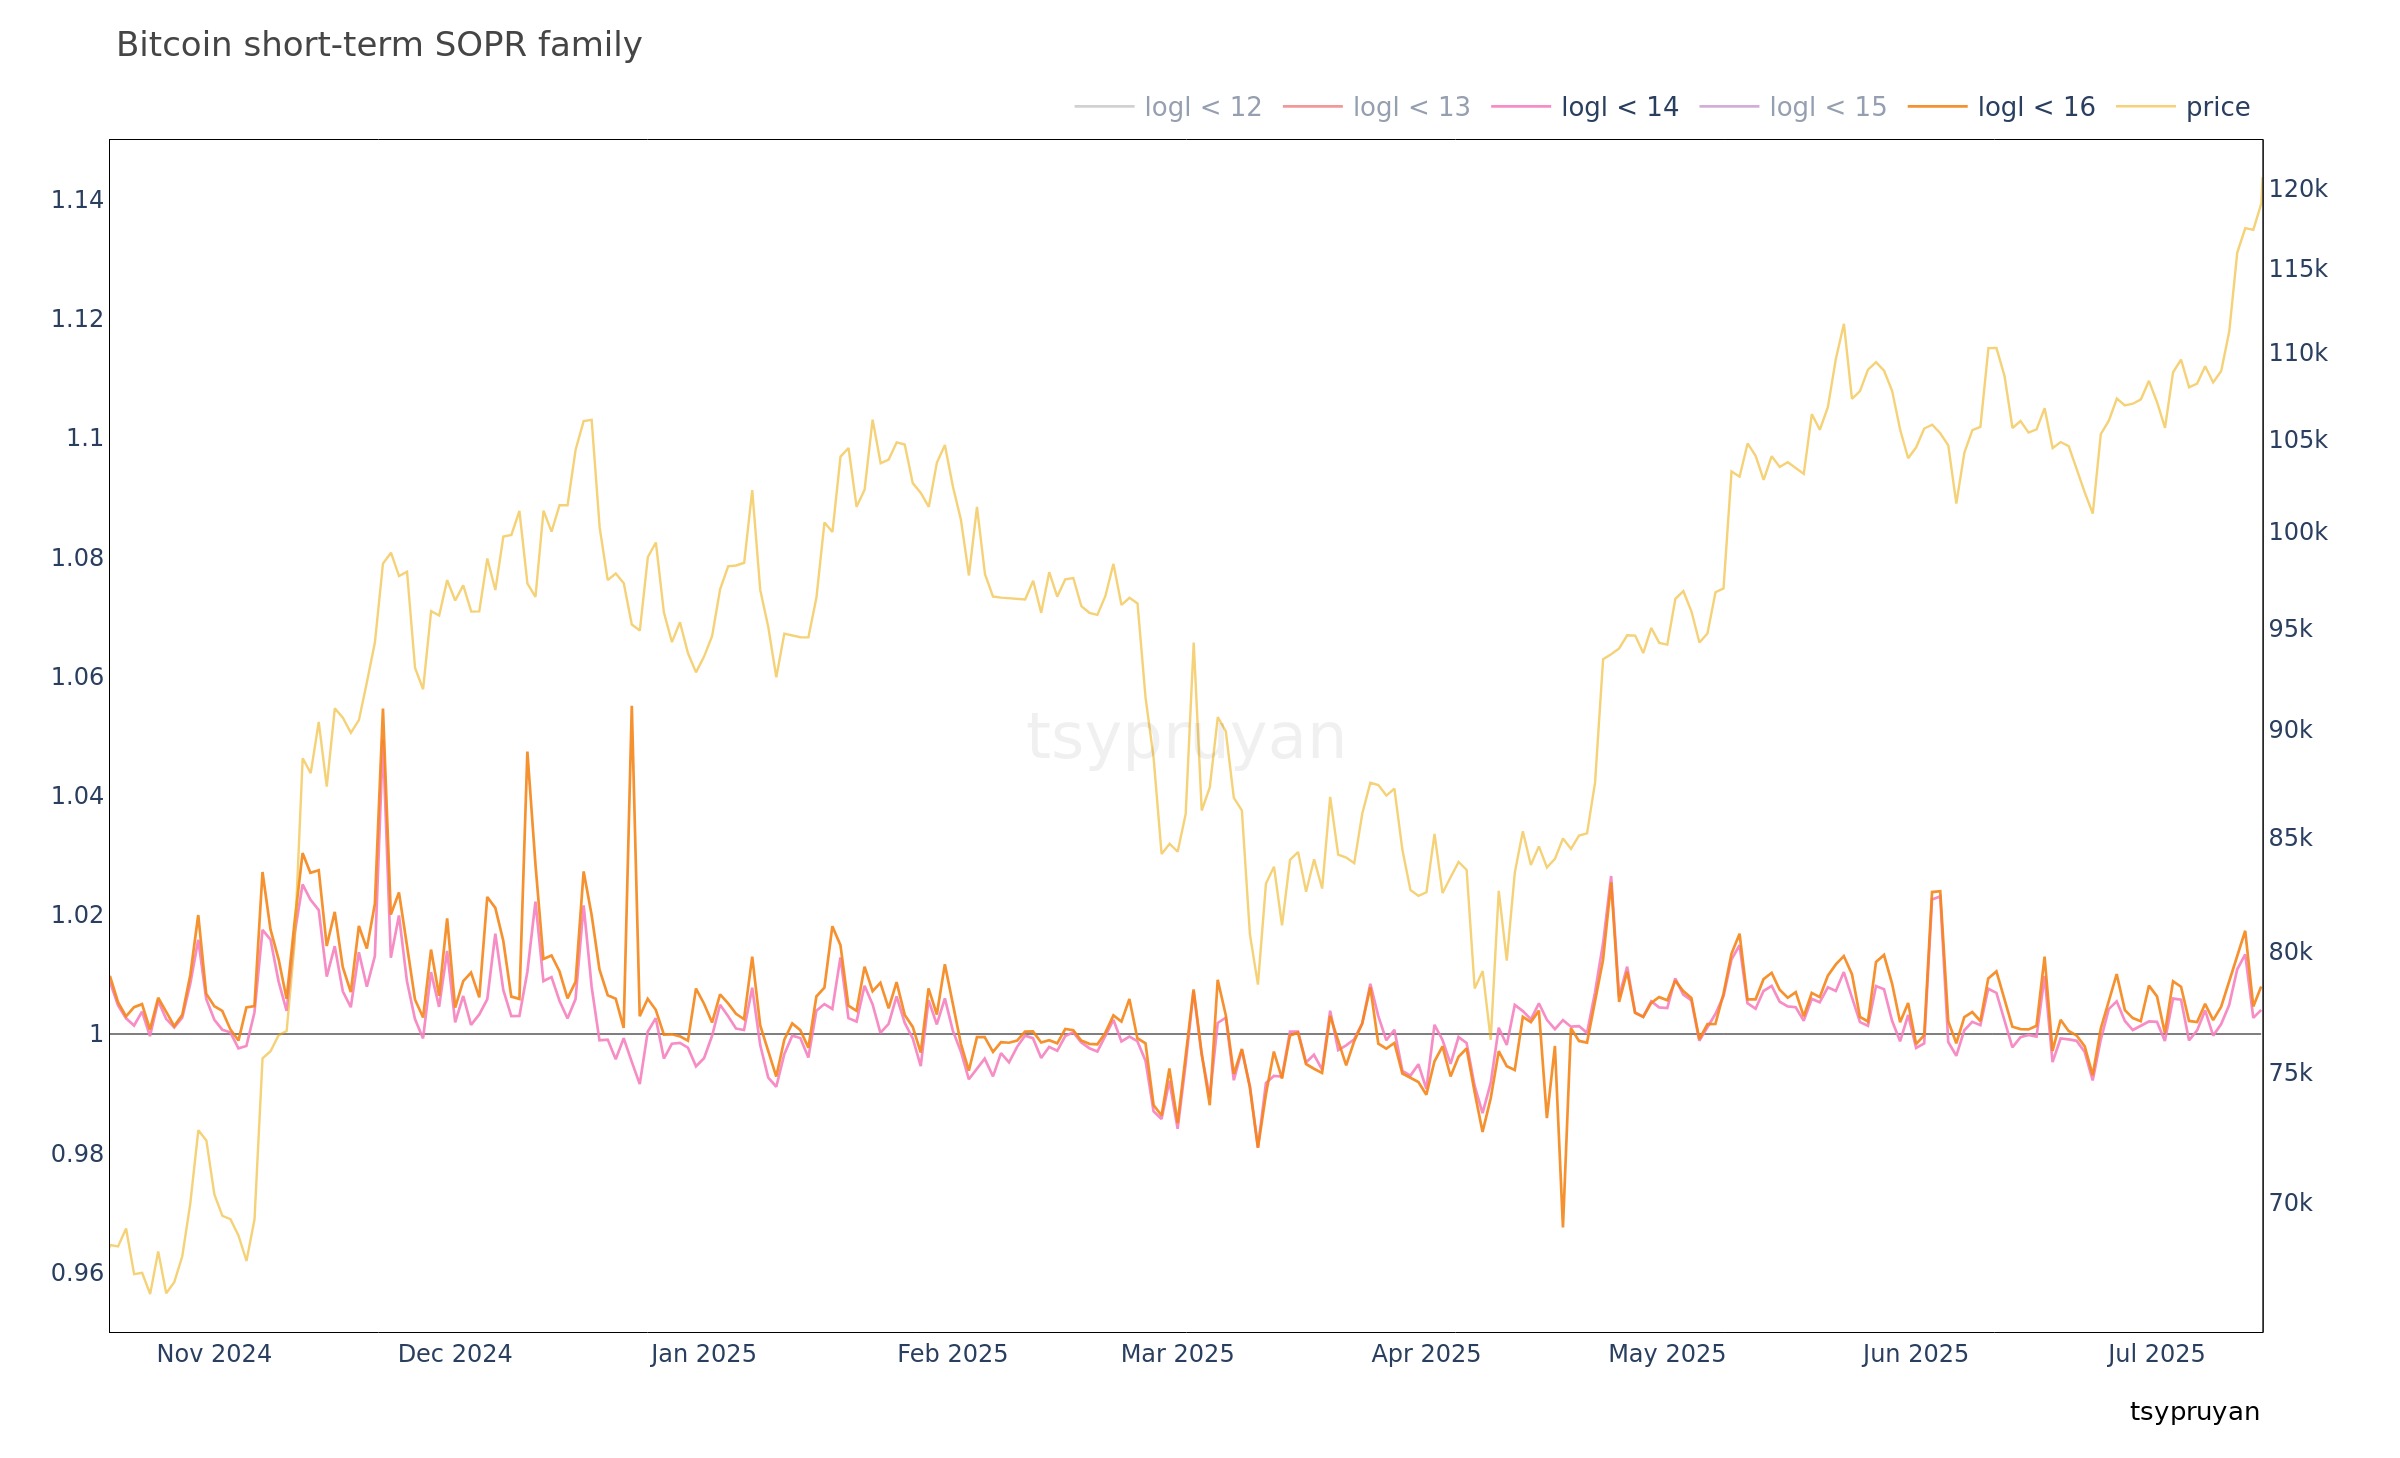 Bitcoin short-term SOPR family
logl < 12 logl < 13 logl < 14 logl < 15 logl < 16 price
1.14
1.12
1.1
1.08
1.06
1.04
1.02
1
0.98
0.96
120k
115k
110k
105k
100k
95k
90k
85k
80k
75k
70k
tsypruyan
Nov 2024 Dec 2024 Jan 2025 Feb 2025 Mar 2025 Apr 2025 May 2025 Jun 2025 Jul 2025
tsypruyan